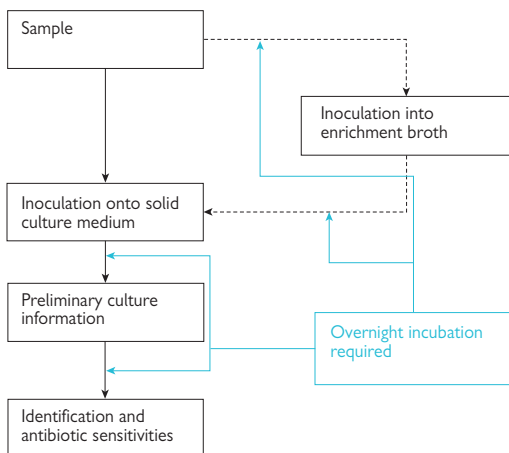 Sample
Inoculation into
enrichment broth
Inoculation onto solid
culture medium
Preliminary culture
information
Overnight incubation
required
Identification and
antibiotic sensitivities